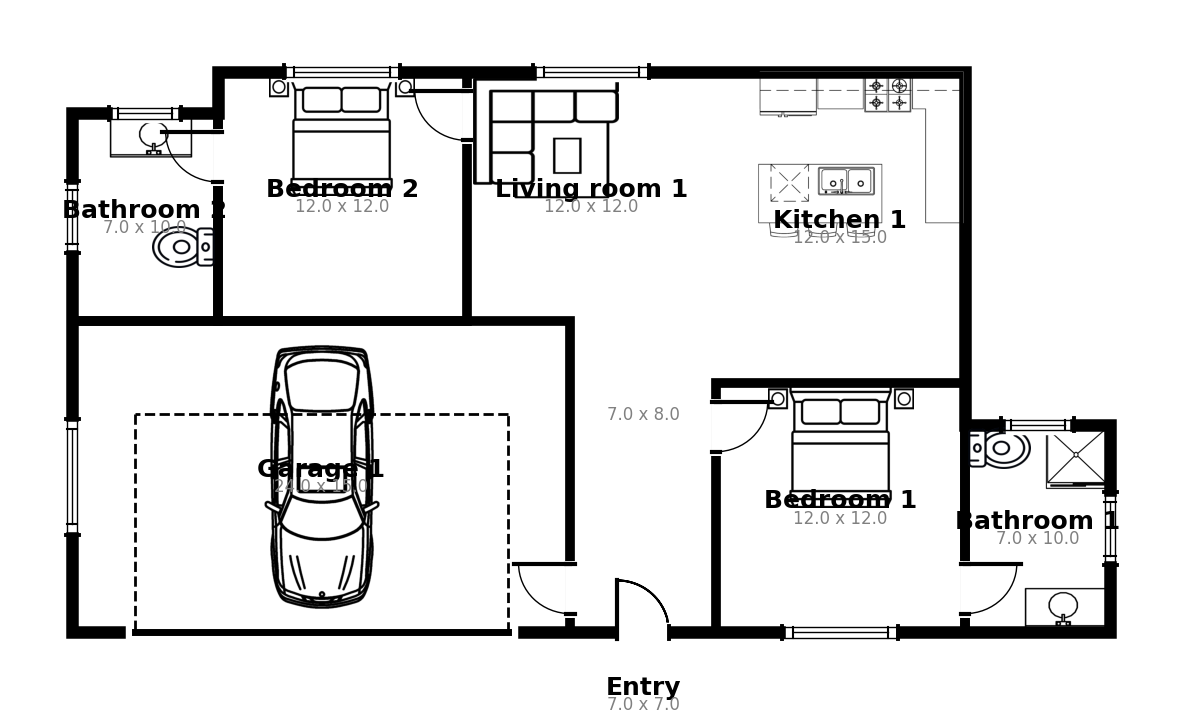 Bedroom 2
12.0 x 12.0
Living room 1
12.0 x 12.0
Bathroom 2
7.0 x 10.0
Kitchen 1
12.0 x 15.0
7.0 x 8.0
Garage 1
24.0 x 15.0
Bedroom 1
12.0 x 12.0
Bathroom 1
7.0 x 10.0
Entry
7.0 x 7.0